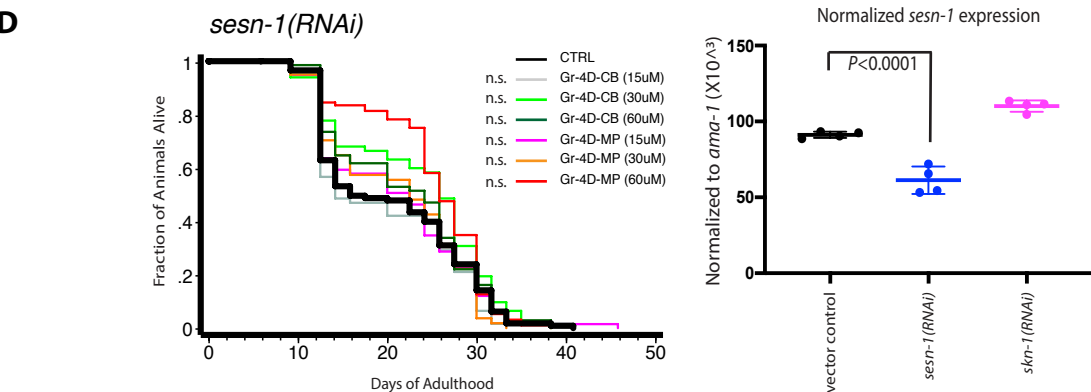 D
sesn-1(RNAi)
Fraction of Animals Alive
1
.8
.6
.4
.2
0
0 10 20 30 40 50
Days of Adulthood
CTRL
n.s. Gr-4D-CB (15uM)
n.s. Gr-4D-CB (30uM)
n.s. Gr-4D-CB (60uM)
n.s. Gr-4D-MP (15uM)
n.s. Gr-4D-MP (30uM)
n.s. Gr-4D-MP (60uM)
Normalized sesn-1 expression
Normalized to ama-1 (X10^³)
150
100
50
0
P<0.0001
vector control
sesn-1(RNAi)
skn-1(RNAi)